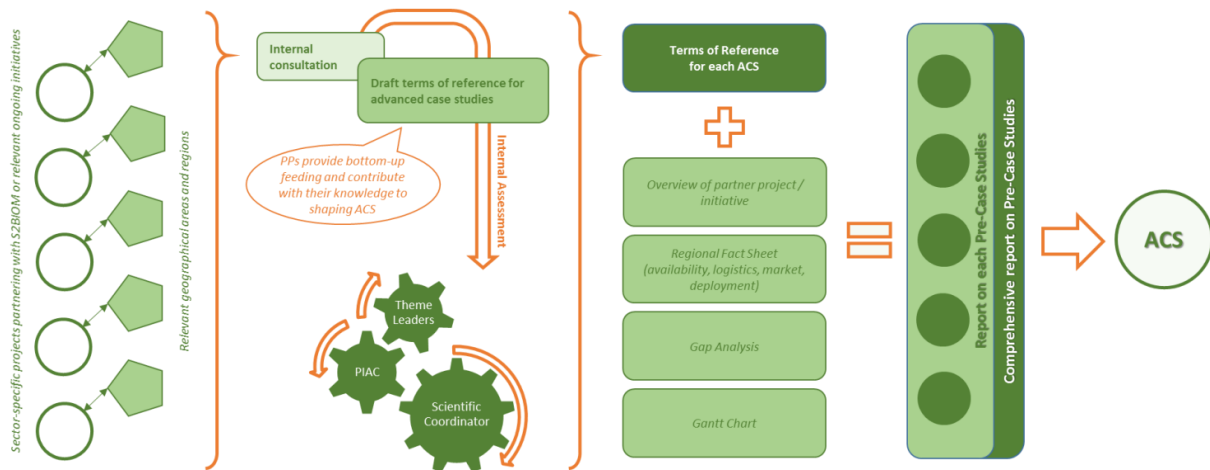 Sector-specific projects partnering with S2BIOM or relevant ongoing initiatives
Relevant geographical areas and regions
Internal
consultation
Draft terms of reference for
advanced case studies
PPs provide bottom-up
feeding and contribute
with their knowledge to
shaping ACS
Internal Assessment
Theme
Leaders
PIAC
Scientific
Coordinator
Terms of Reference
for each ACS
Overview of partner project /
initiative
Regional Fact Sheet
(availability, logistics, market,
deployment)
Gap Analysis
Gantt Chart
Report on each Pre-Case Studies
Comprehensive report on Pre-Case Studies
ACS